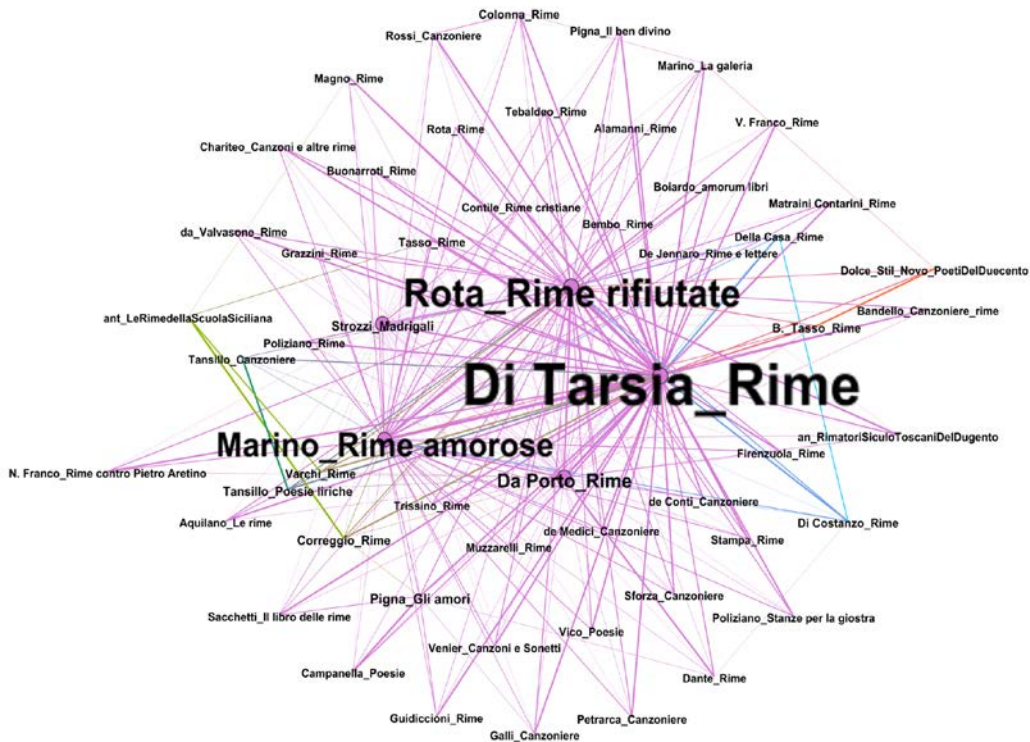 Colonna_Rime
Rossi_Canzoniere
Pigna_Il ben divino
Marino_La galeria
Magno_Rime
Tebaldeo_Rime
V. Franco_Rime
Rota_Rime
Alamanni_Rime
Chariteo_Canzoni e altre rime
Buonarroti_Rime
Boiardo_amorum libri
Contile_Rime cristiane
Matraini Contarini_Rime
Bembo_Rime
da_Valvasone_Rime
Tasso_Rime
Della Casa_Rime
Grazzini_Rime
De Jennaro_Rime e lettere
Dolce_Stil_Novo_PoetiDelDuecento
Rota_Rime rifiutate
Bandello_Canzoniere_rime
ant_LeRimedellaScuolaSiciliana
Strozzi_Madrigali
B._Tasso_Rime
Poliziano_Rime
Tansillo_Canzoniere
Di Tarsia_Rime
an_RimatoriSiculoToscaniDelDugento
Marino_Rime amorose
Firenzuola_Rime
N. Franco_Rime contro Pietro Aretino
Varchi_Rime
Da Porto_Rime
Tansillo_Poesie liriche
de Conti_Canzoniere
Trissino_Rime
Aquilano_Le rime
Di Costanzo_Rime
de Medici_Canzoniere
Correggio_Rime
Stampa_Rime
Muzzarelli_Rime
Sforza_Canzoniere
Pigna_Gli amori
Sacchetti_Il libro delle rime
Poliziano_Stanze per la giostra
Vico_Poesie
Venier_Canzoni e Sonetti
Campanella_Poesie
Dante_Rime
Guidiccioni_Rime
Petrarca_Canzoniere
Galli_Canzoniere